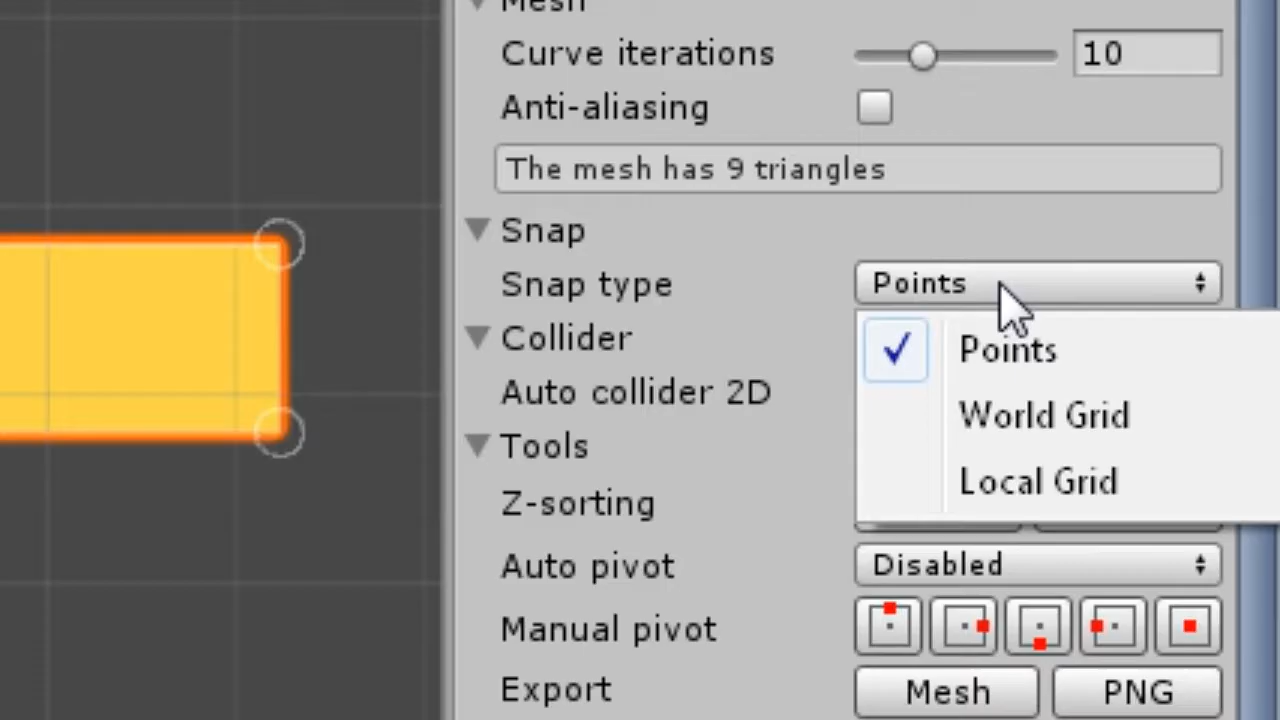 Mesh
Curve iterations 10
Anti-aliasing
The mesh has 9 triangles
Snap
Snap type Points
Points
Collider
World Grid
Auto collider 2D
Tools
Local Grid
Z-sorting
Auto pivot Disabled
Manual pivot
Export Mesh PNG